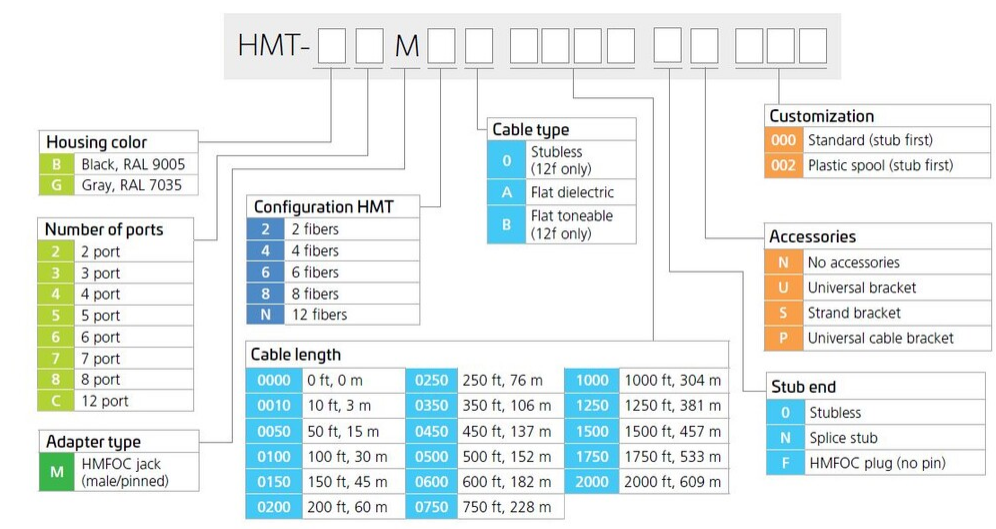 HMT- M
Housing color
B Black, RAL 9005
G Gray, RAL 7035
Number of ports
2 2 port
3 3 port
4 4 port
5 5 port
6 6 port
7 7 port
8 8 port
C 12 port
Adapter type
M HMFOC jack
(male/pinned)
Configuration HMT
2 2 fibers
4 4 fibers
6 6 fibers
8 8 fibers
N 12 fibers
Cable type
0 Stubless
(12f only)
A Flat dielectric
B Flat toneable
(12f only)
Cable length
0000 0 ft, 0 m 0250 250 ft, 76 m 1000 1000 ft, 304 m
0010 10 ft, 3 m 0350 350 ft, 106 m 1250 1250 ft, 381 m
0050 50 ft, 15 m 0450 450 ft, 137 m 1500 1500 ft, 457 m
0100 100 ft, 30 m 0500 500 ft, 152 m 1750 1750 ft, 533 m
0150 150 ft, 45 m 0600 600 ft, 182 m 2000 2000 ft, 609 m
0200 200 ft, 60 m 0750 750 ft, 228 m
Customization
000 Standard (stub first)
002 Plastic spool (stub first)
Accessories
N No accessories
U Universal bracket
S Strand bracket
P Universal cable bracket
Stub end
0 Stubless
N Splice stub
F HMFOC plug (no pin)